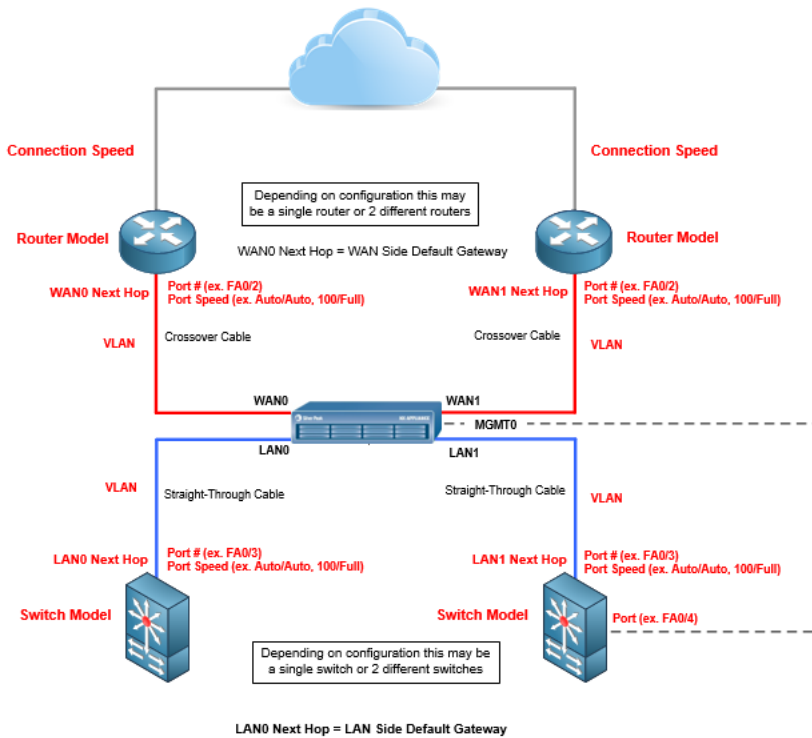 Connection Speed
Connection Speed
Depending on configuration this may
be a single router or 2 different routers
Router Model
Router Model
WAN0 Next Hop = WAN Side Default Gateway
WAN0 Next Hop
Port # (ex. FA0/2)
Port Speed (ex. Auto/Auto, 100/Full)
WAN1 Next Hop
Port # (ex. FA0/2)
Port Speed (ex. Auto/Auto, 100/Full)
VLAN
Crossover Cable
Crossover Cable
VLAN
WAN0
WAN1
MGMT0
LAN0
LAN1
VLAN
Straight-Through Cable
Straight-Through Cable
VLAN
LAN0 Next Hop
Port # (ex. FA0/3)
Port Speed (ex. Auto/Auto, 100/Full)
LAN1 Next Hop
Port # (ex. FA0/3)
Port Speed (ex. Auto/Auto, 100/Full)
Switch Model
Switch Model
Port (ex. FA0/4)
Depending on configuration this may be
a single switch or 2 different switches
LAN0 Next Hop = LAN Side Default Gateway